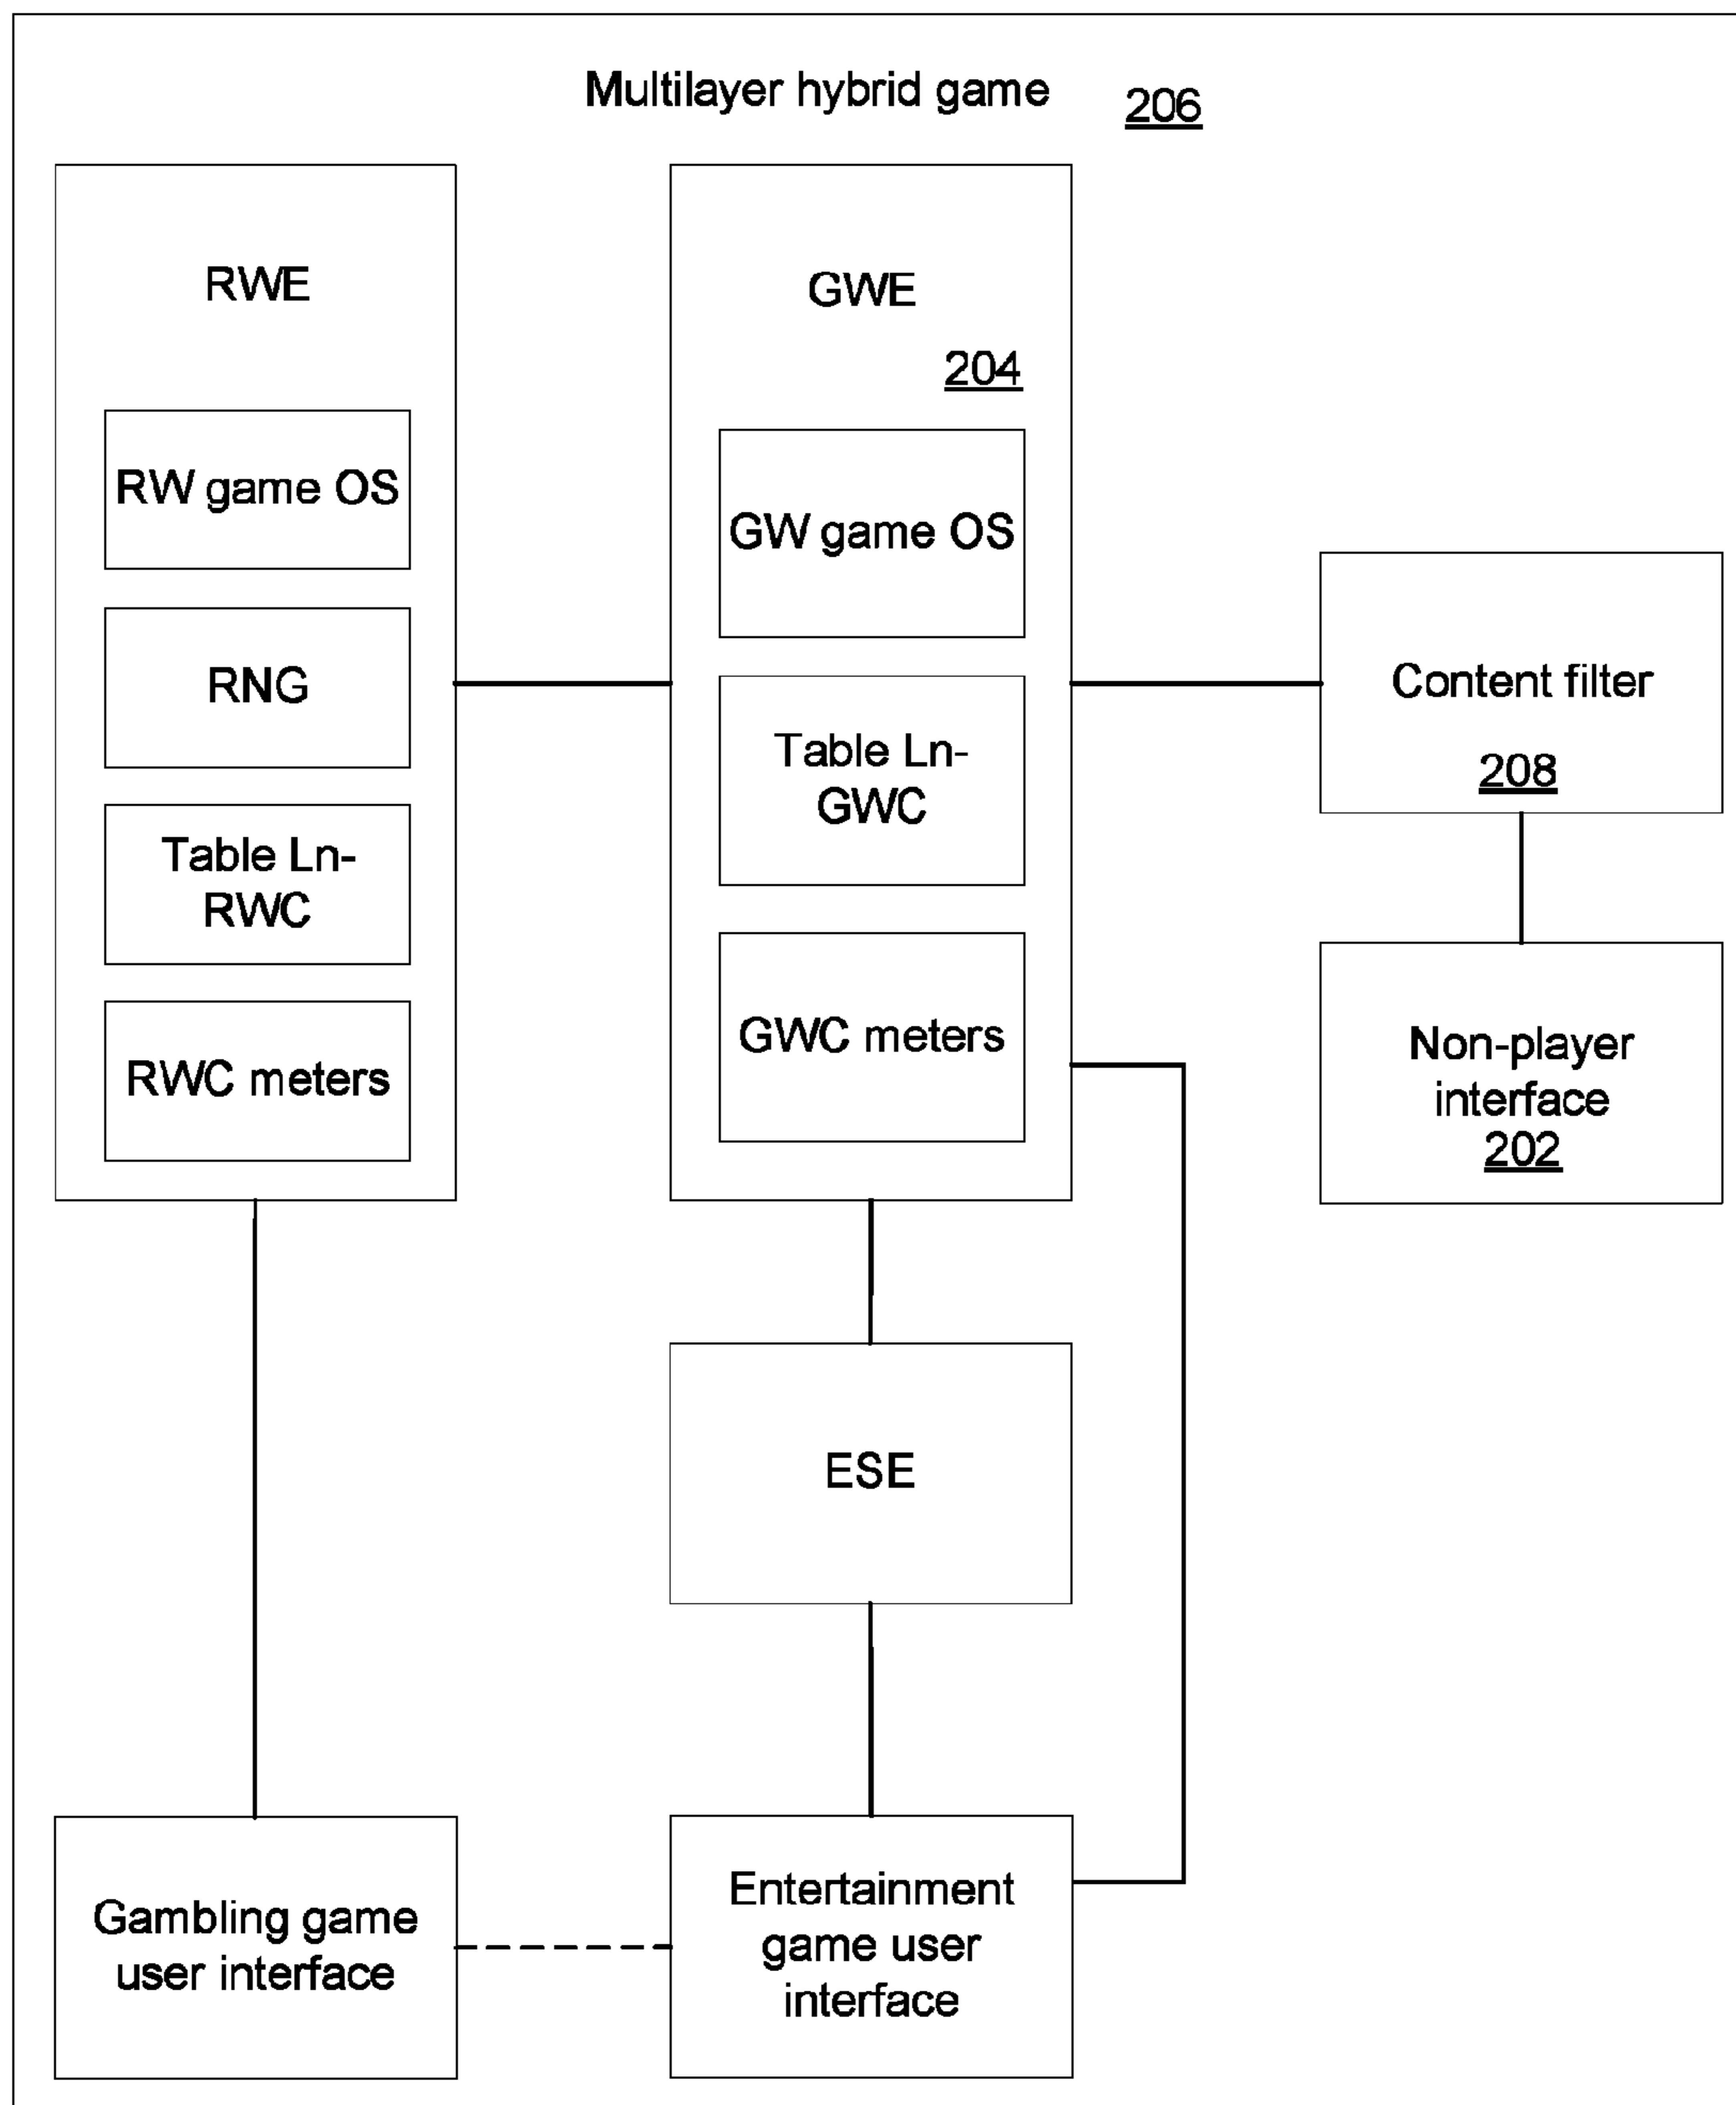 Multilayer hybrid game 206
RWE
RW game OS
RNG
Table Ln-
RWC
RWC meters
GWE
204
GW game OS
Table Ln-
GWC
GWC meters
Content filter
208
Non-player
interface
202
ESE
Gambling game
user interface
Entertainment
game user
interface